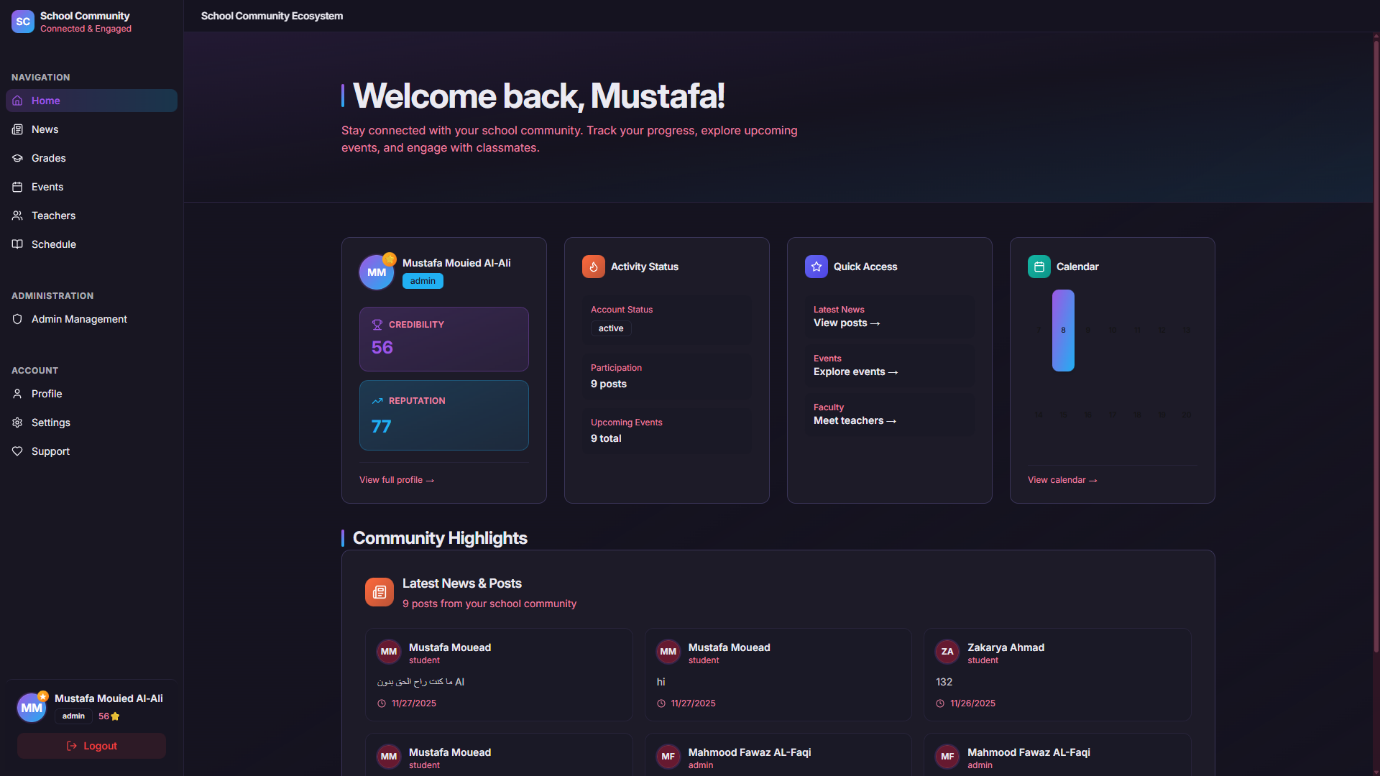 SC
School Community
Connected & Engaged
School Community Ecosystem
NAVIGATION
Home
News
Grades
Events
Teachers
Schedule
ADMINISTRATION
Admin Management
ACCOUNT
Profile
Settings
Support
MM
Mustafa Mouied Al-Ali
admin
56
Logout
Welcome back, Mustafa!
Stay connected with your school community. Track your progress, explore upcoming
events, and engage with classmates.
MM
Mustafa Mouied Al-Ali
admin
CREDIBILITY
56
REPUTATION
77
View full profile →
Activity Status
Account Status
active
Participation
9 posts
Upcoming Events
9 total
Quick Access
Latest News
View posts →
Events
Explore events →
Faculty
Meet teachers →
Calendar
8
View calendar →
Community Highlights
Latest News & Posts
9 posts from your school community
MM
Mustafa Mouead
student
ما كنت راح الحق بدون AI
11/27/2025
MM
Mustafa Mouead
student
hi
11/27/2025
ZA
Zakarya Ahmad
student
132
11/26/2025
MM
Mustafa Mouead
student
MF
Mahmood Fawaz AL-Faqi
admin
MF
Mahmood Fawaz AL-Faqi
admin